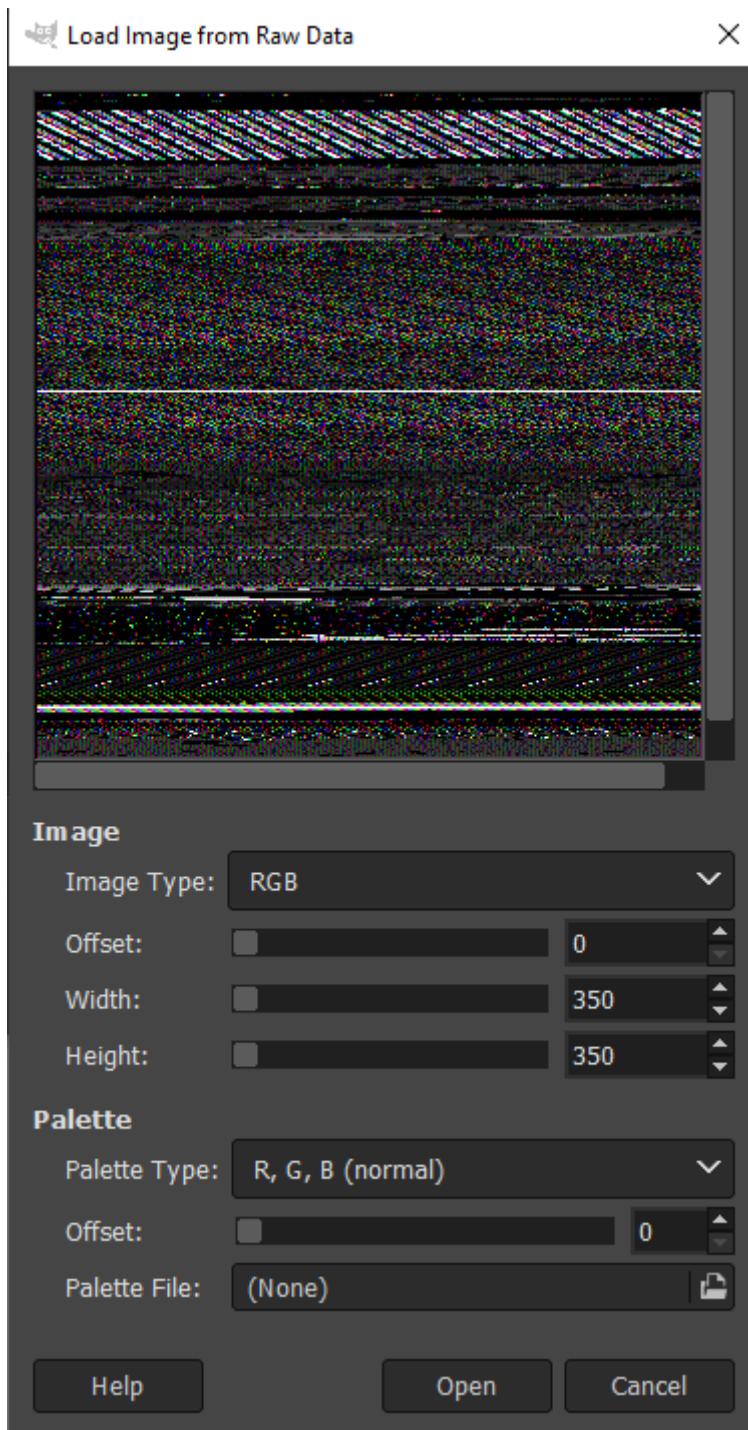 Load Image from Raw Data
Image
Image Type: RGB
Offset: 0
Width: 350
Height: 350
Palette
Palette Type: R, G, B (normal)
Offset: 0
Palette File: (None)
Help Open Cancel